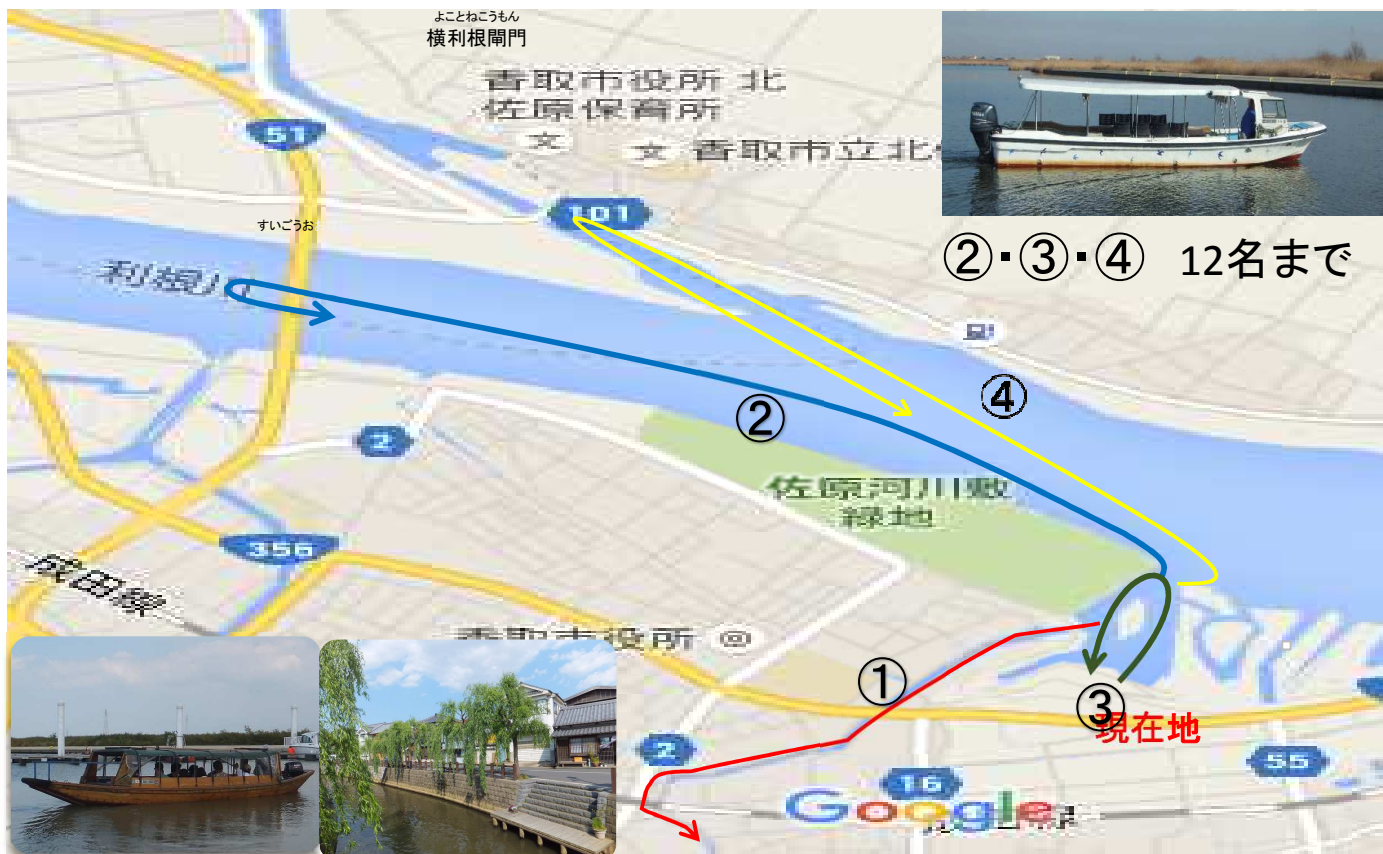 よことねこうもん
横利根閘門
香取市役所 北
佐原保育所
文
文 香取市立北
51
101
すいごうお
利根川
②・③・④ 12名まで
④
②
2
佐原河川敷
緑地
356
成田線
香取市役所 ◎
①
③
現在地
2
16
55
Google